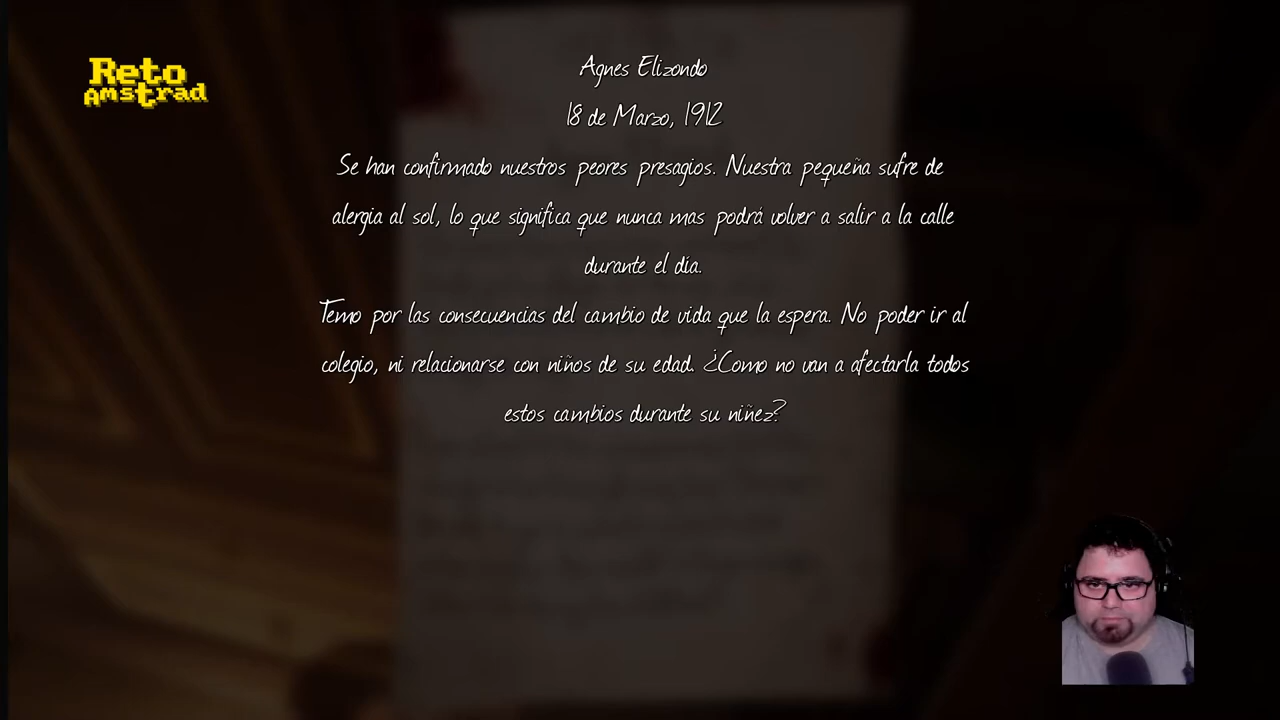 Reto
Amstrad
Agnes Elizondo
18 de Marzo, 1912
Se han confirmado nuestros peores presagios. Nuestra pequeña sufre de
alergia al sol, lo que significa que nunca mas podrá volver a salir a la calle
durante el día.
Temo por las consecuencias del cambio de vida que la espera. No poder ir al
colegio, ni relacionarse con niños de su edad. ¿Como no van a afectarla todos
estos cambios durante su niñez?